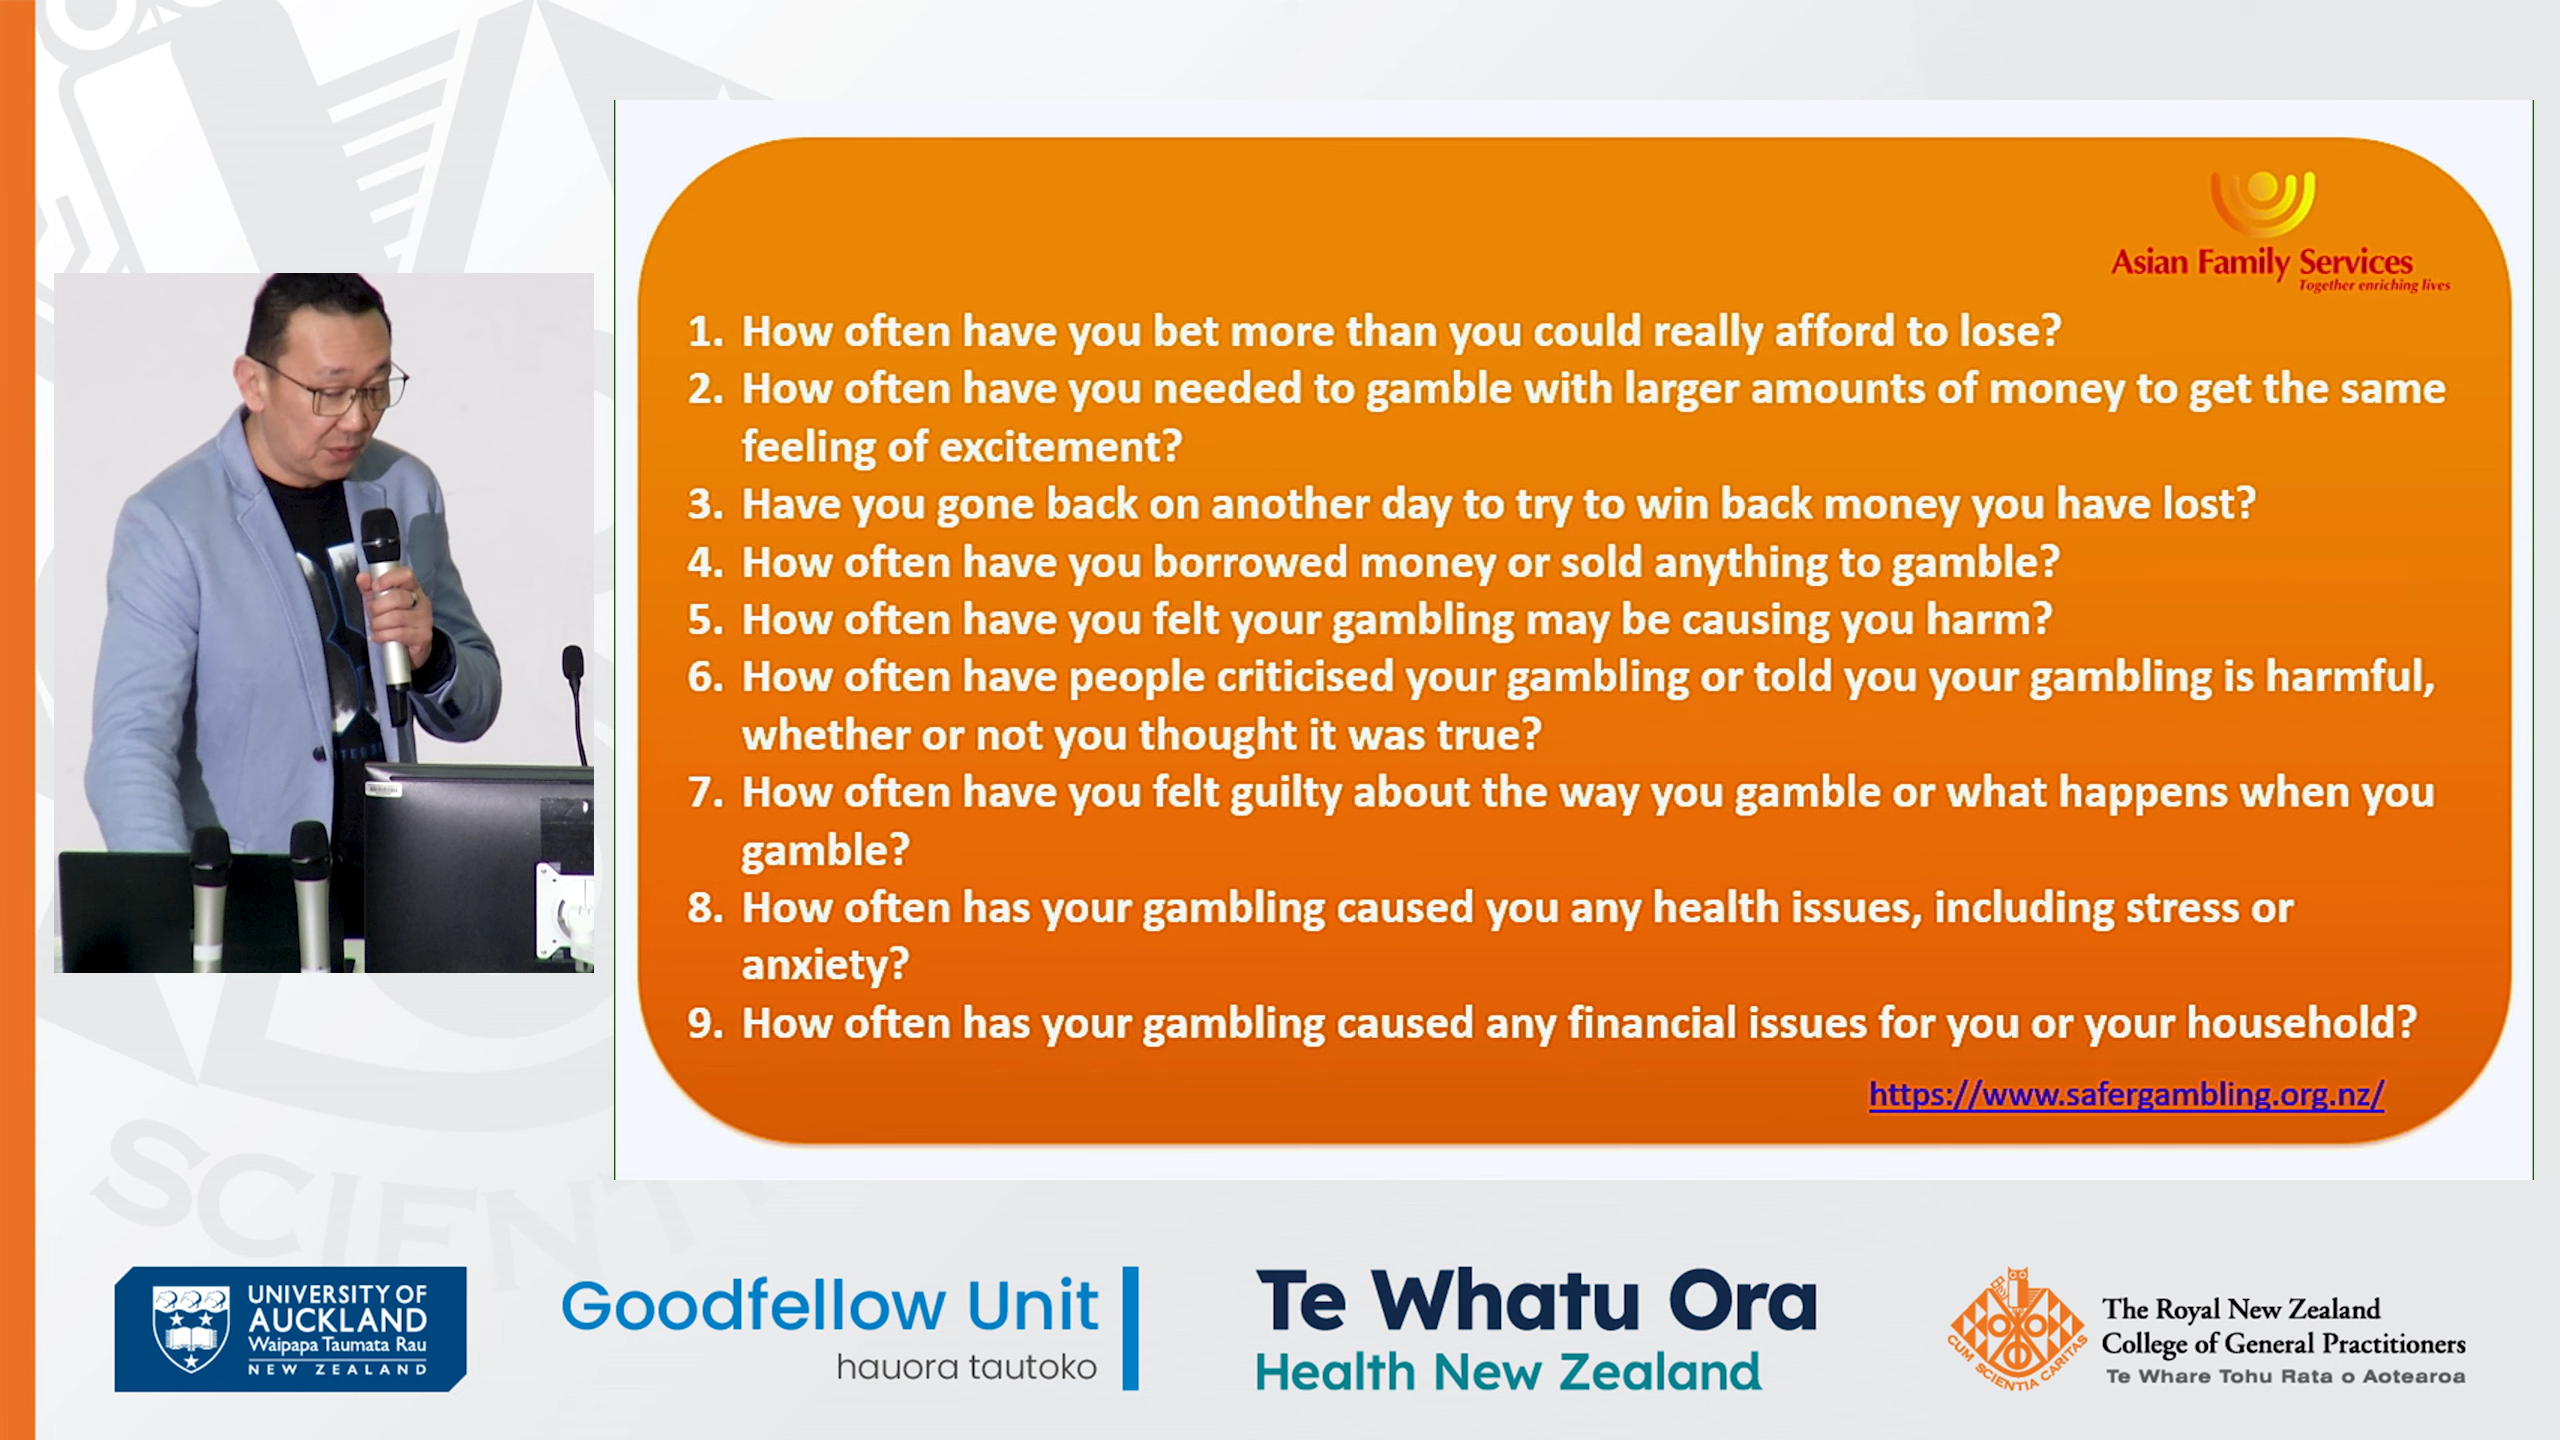 Asian Family Services
Together enriching lives
1. How often have you bet more than you could really afford to lose?
2. How often have you needed to gamble with larger amounts of money to get the same
feeling of excitement?
3. Have you gone back on another day to try to win back money you have lost?
4. How often have you borrowed money or sold anything to gamble?
5. How often have you felt your gambling may be causing you harm?
6. How often have people criticised your gambling or told you your gambling is harmful,
whether or not you thought it was true?
7. How often have you felt guilty about the way you gamble or what happens when you
gamble?
8. How often has your gambling caused you any health issues, including stress or
anxiety?
9. How often has your gambling caused any financial issues for you or your household?
https://www.safergambling.org.nz/
SCIENT
UNIVERSITY OF
AUCKLAND
Waipapa Taumata Rau
NEW ZEALAND
Goodfellow Unit
hauora tautoko
Te Whatu Ora
Health New Zealand
CUM SCIENTIA CARITAS
The Royal New Zealand
College of General Practitioners
Te Whare Tohu Rata o Aotearoa